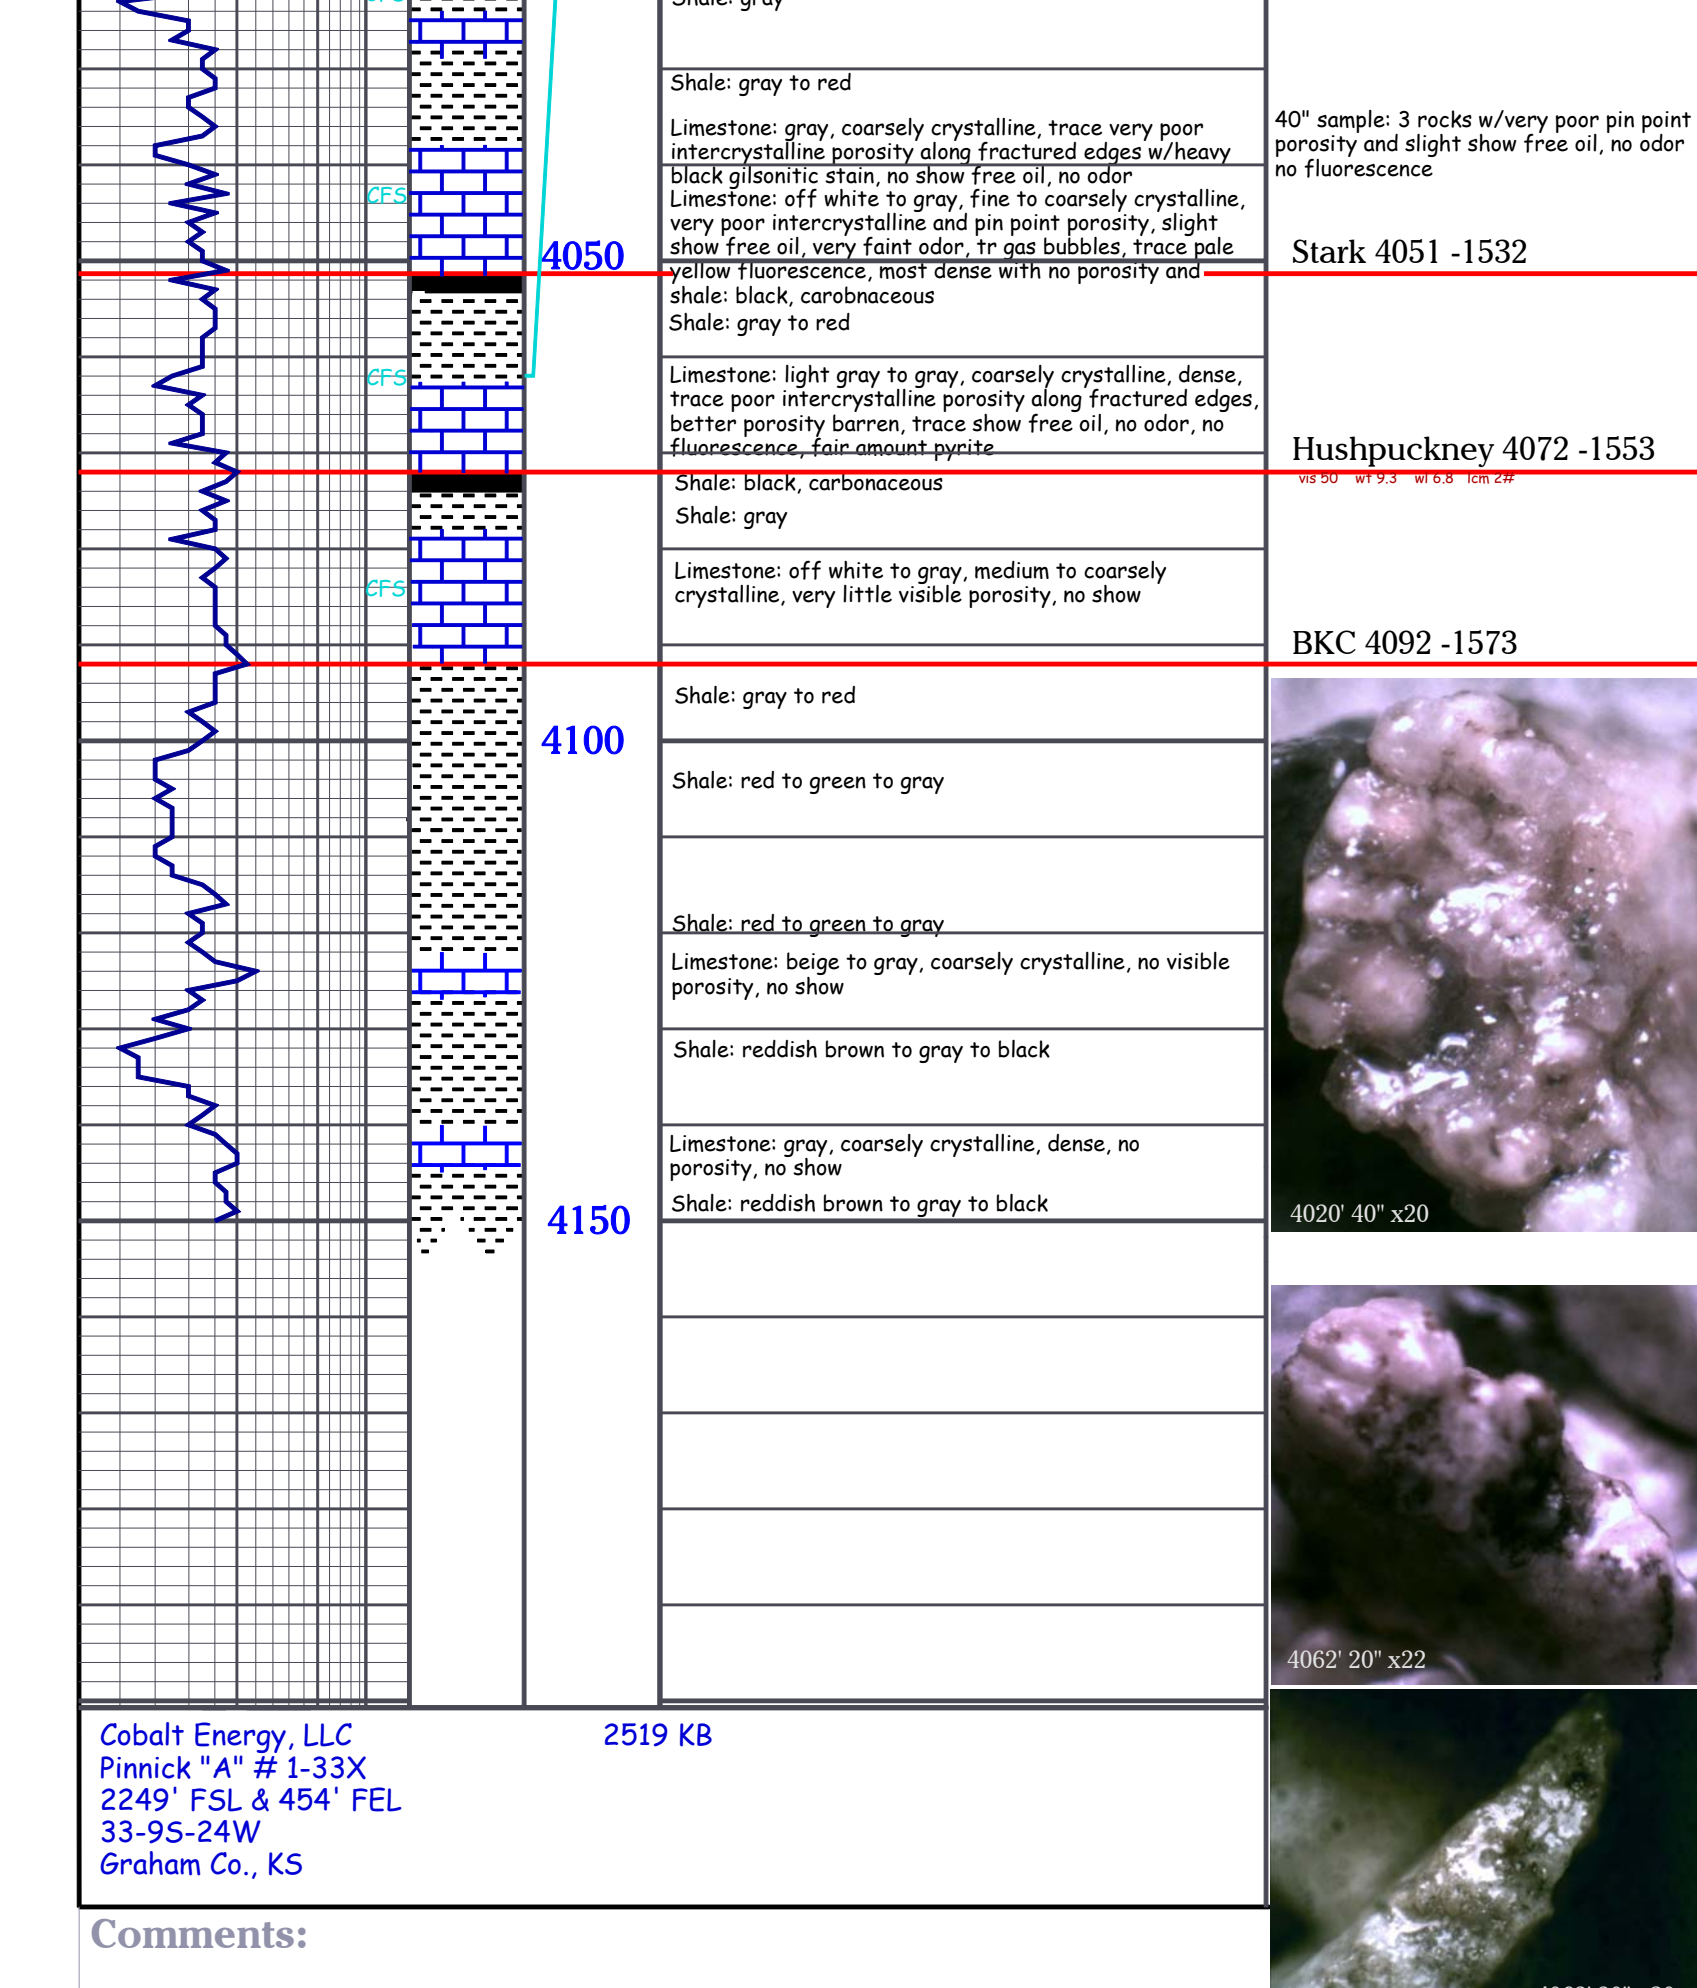 CFS
Shale: gray
Shale: gray to red
Limestone: gray, coarsely crystalline, trace very poor
intercrystalline porosity along fractured edges w/heavy
black gilsonitic stain, no show free oil, no odor
40" sample: 3 rocks w/very poor pin point
porosity and slight show free oil, no odor
no fluorescence
CFS
Limestone: off white to gray, fine to coarsely crystalline,
very poor intercrystalline and pin point porosity, slight
show free oil, very faint odor, tr gas bubbles, trace pale
yellow fluorescence, most dense with no porosity and
shale: black, carobnaceous
4050
Stark 4051 -1532
Shale: gray to red
CFS
Limestone: light gray to gray, coarsely crystalline, dense,
trace poor intercrystalline porosity along fractured edges,
better porosity barren, trace show free oil, no odor, no
fluorescence, fair amount pyrite
Hushpuckney 4072 -1553
vis 50 wt 9.3 wl 6.8 lcm 2#
Shale: black, carbonaceous
Shale: gray
CFS
Limestone: off white to gray, medium to coarsely
crystalline, very little visible porosity, no show
BKC 4092 -1573
Shale: gray to red
4100
Shale: red to green to gray
Shale: red to green to gray
Limestone: beige to gray, coarsely crystalline, no visible
porosity, no show
Shale: reddish brown to gray to black
Limestone: gray, coarsely crystalline, dense, no
porosity, no show
Shale: reddish brown to gray to black
4150
4020' 40" x20
4062' 20" x22
Cobalt Energy, LLC
2519 KB
Pinnick "A" # 1-33X
2249' FSL & 454' FEL
33-9S-24W
Graham Co., KS
Comments: